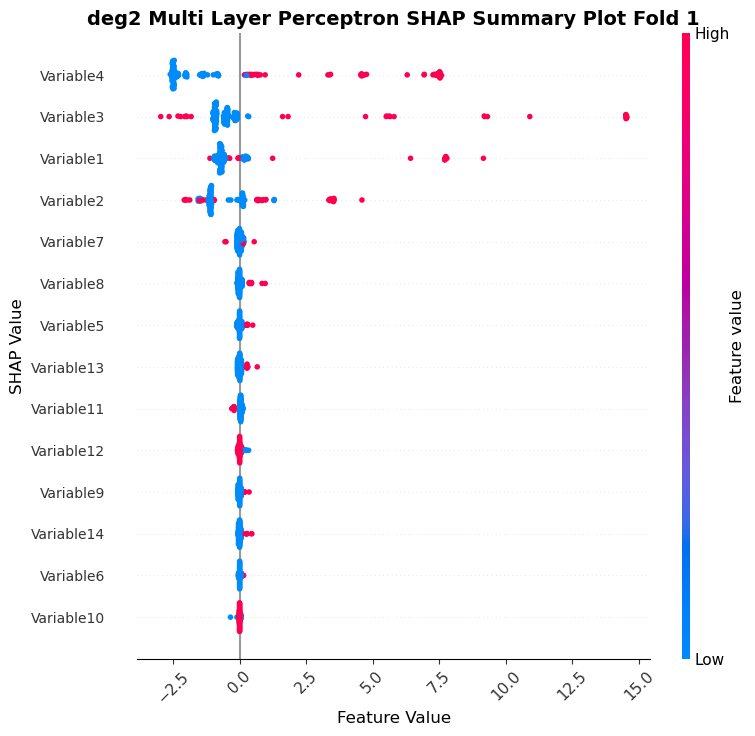 deg2 Multi Layer Perceptron SHAP Summary Plot Fold 1
High
Variable4
Variable3
Variable1
Variable2
Variable7
Variable8
Variable5
Variable13
Variable11
Variable12
Variable9
Variable14
Variable6
Variable10
SHAP Value
Feature value
Low
−2.5 0.0 2.5 5.0 7.5 10.0 12.5 15.0
Feature Value